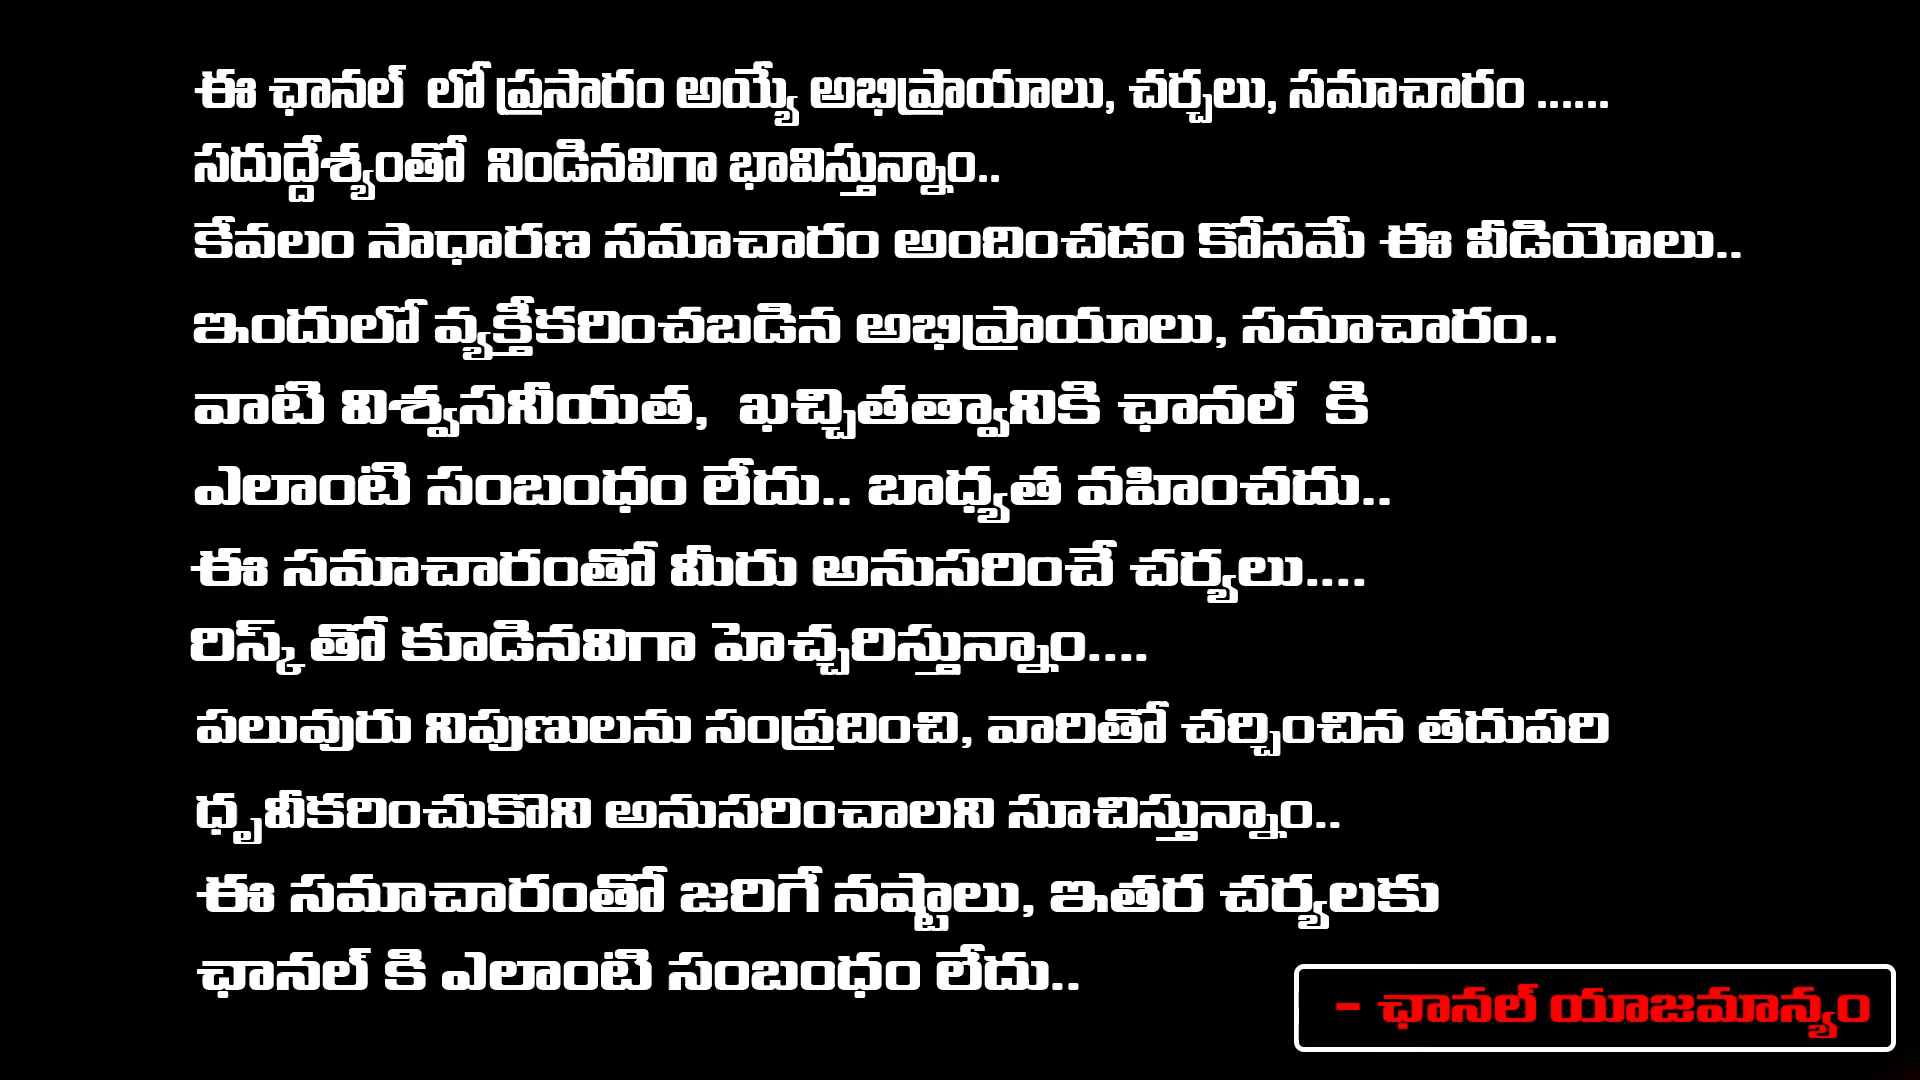 ఈ ఛానల్ లో ప్రసారం అయ్యే అభిప్రాయాలు, చర్చలు, సమాచారం ......
సదుద్దేశ్యంతో నిండినవిగా భావిస్తున్నాం..
కేవలం సాధారణ సమాచారం అందించడం కోసమే ఈ వీడియోలు..
ఇందులో వ్యక్తీకరించబడిన అభిప్రాయాలు, సమాచారం..
వాటి విశ్వసనీయత, ఖచ్చితత్వానికి ఛానల్ కి
ఎలాంటి సంబంధం లేదు.. బాధ్యత వహించదు..
ఈ సమాచారంతో మీరు అనుసరించే చర్యలు....
రిస్క్ తో కూడినవిగా హెచ్చరిస్తున్నాం....
పలువురు నిపుణులను సంప్రదించి, వారితో చర్చించిన తదుపరి
ధృవీకరించుకొని అనుసరించాలని సూచిస్తున్నాం..
ఈ సమాచారంతో జరిగే నష్టాలు, ఇతర చర్యలకు
ఛానల్ కి ఎలాంటి సంబంధం లేదు..
- ఛానల్ యాజమాన్యం